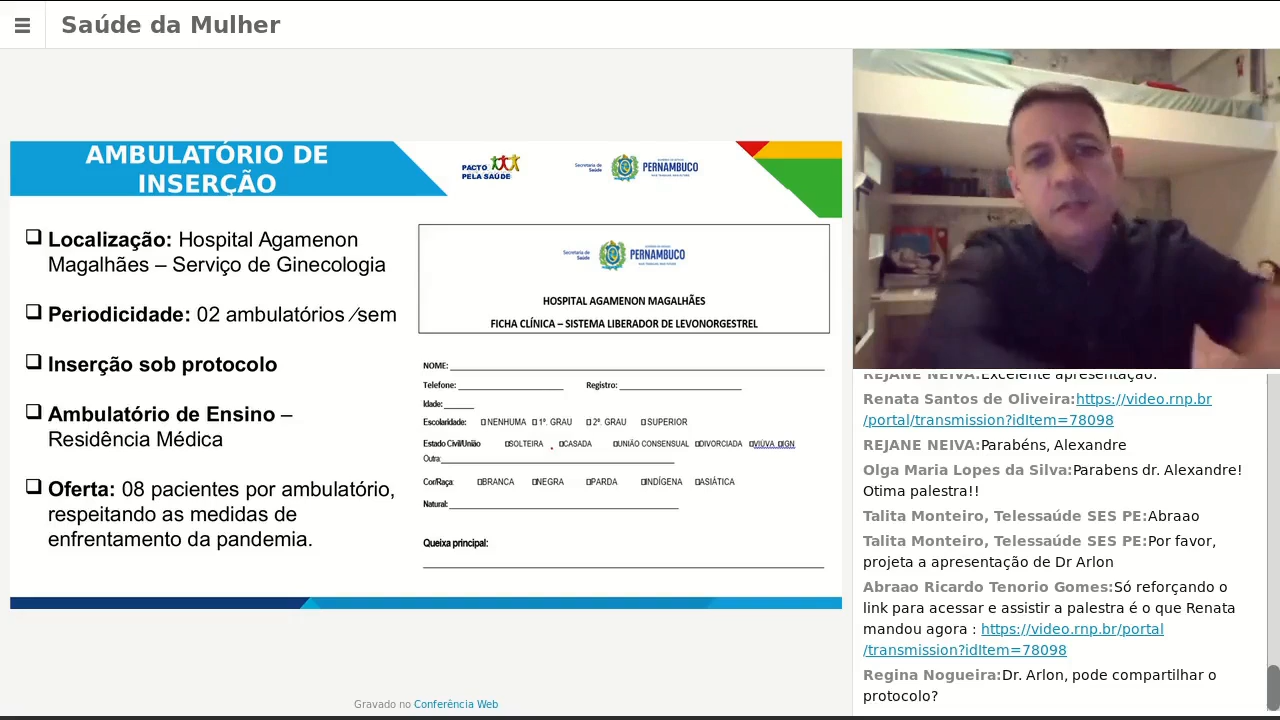 Saúde da Mulher
AMBULATÓRIO DE
INSERÇÃO
PACTO
PELA SAÚDE
Secretaria de
Saúde
PERNAMBUCO
Localização: Hospital Agamenon
Magalhães – Serviço de Ginecologia
Periodicidade: 02 ambulatórios ∕sem
Inserção sob protocolo
Ambulatório de Ensino –
Residência Médica
Oferta: 08 pacientes por ambulatório,
respeitando as medidas de
enfrentamento da pandemia.
Secretaria de
Saúde
PERNAMBUCO
HOSPITAL AGAMENON MAGALHÃES
FICHA CLÍNICA – SISTEMA LIBERADOR DE LEVONORGESTREL
NOME:
Telefone: Registro:
Idade:
Escolaridade: NENHUMA 1º. GRAU 2º. GRAU SUPERIOR
Estado Civil/União SOLTEIRA CASADA UNIÃO CONSENSUAL DIVORCIADA VIÚVA IGN
Outra:
Cor/Raça: BRANCA NEGRA PARDA INDÍGENA ASIÁTICA
Natural:
Queixa principal:
Gravado no Conferência Web
REJANE NEIVA:Excelente apresentação.
Renata Santos de Oliveira:https://video.rnp.br
/portal/transmission?idItem=78098
REJANE NEIVA:Parabéns, Alexandre
Olga Maria Lopes da Silva:Parabens dr. Alexandre!
Otima palestra!!
Talita Monteiro, Telessaúde SES PE:Abraao
Talita Monteiro, Telessaúde SES PE:Por favor,
projeta a apresentação de Dr Arlon
Abraao Ricardo Tenorio Gomes:Só reforçando o
link para acessar e assistir a palestra é o que Renata
mandou agora : https://video.rnp.br/portal
/transmission?idItem=78098
Regina Nogueira:Dr. Arlon, pode compartilhar o
protocolo?